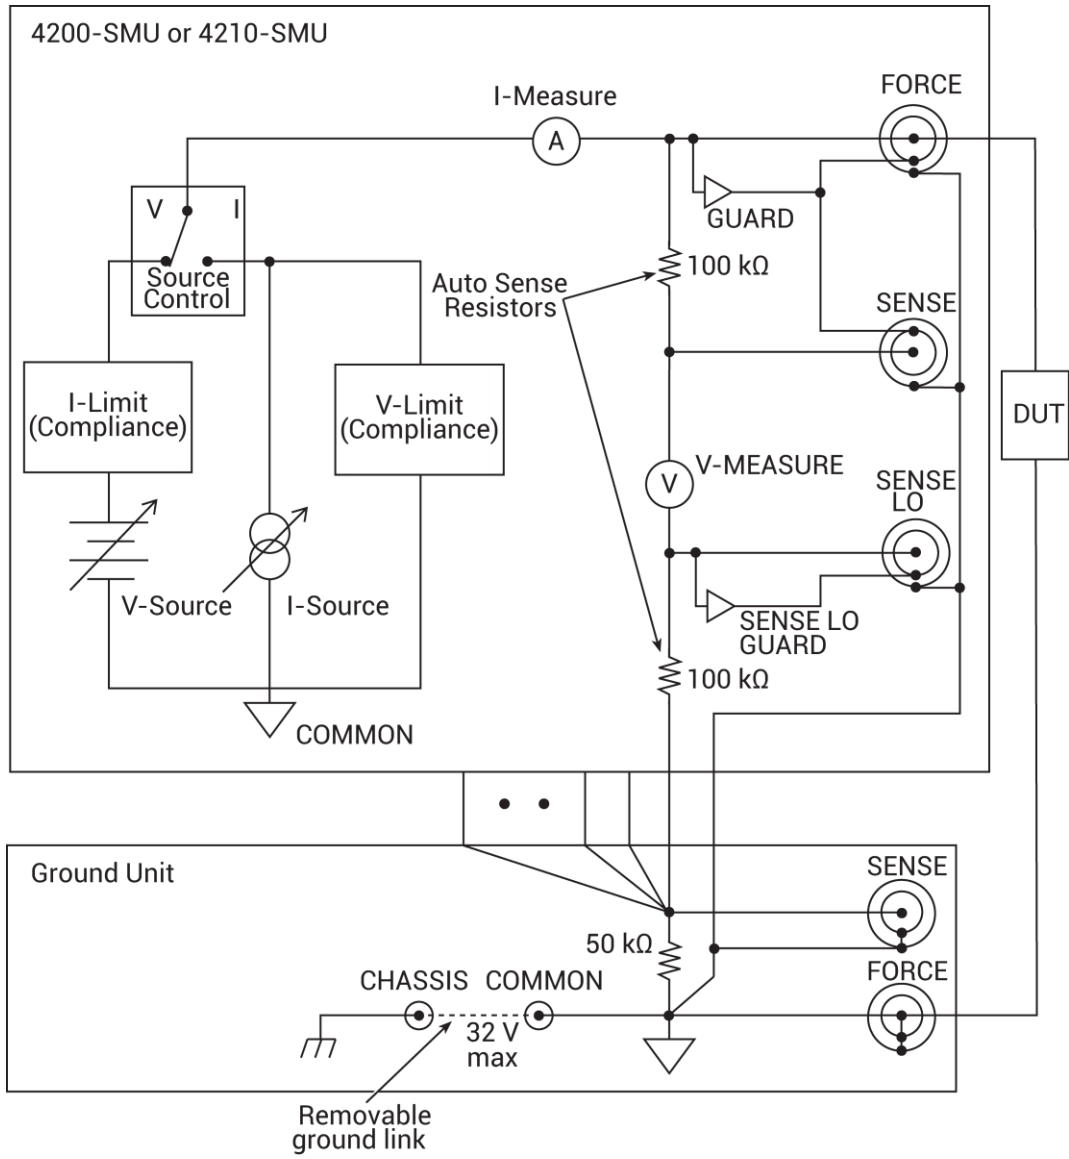 4200-SMU or 4210-SMU
FORCE
I-Measure
A
V
I
GUARD
Source
Control
100 kΩ
Auto Sense
Resistors
SENSE
I-Limit
(Compliance)
V-Limit
(Compliance)
DUT
V-MEASURE
V
SENSE
LO
V-Source
I-Source
SENSE LO
GUARD
100 kΩ
COMMON
Ground Unit
SENSE
50 kΩ
FORCE
CHASSIS
COMMON
32 V
max
Removable
ground link